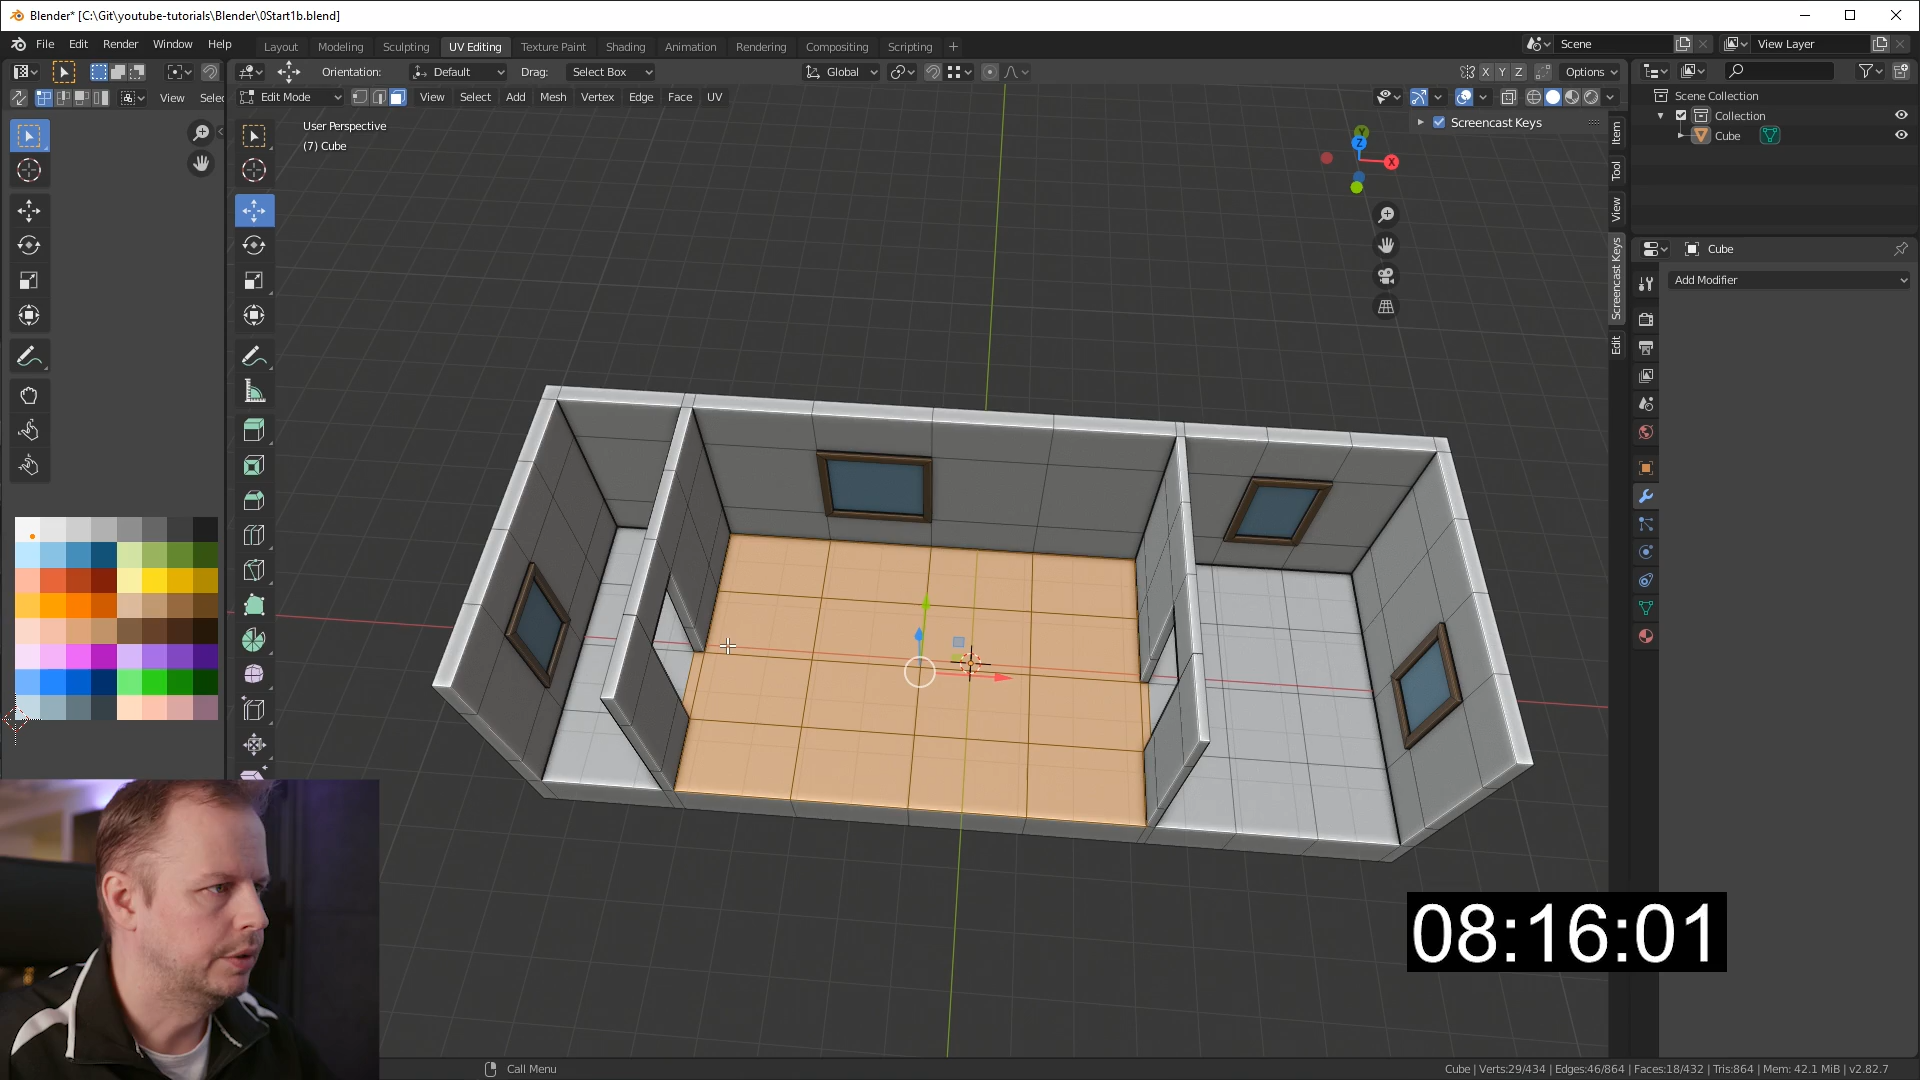 Blender* [C:\Git\youtube-tutorials\Blender\0Start1b.blend]
File Edit Render Window Help
Layout Modeling Sculpting UV Editing Texture Paint Shading Animation Rendering Compositing Scripting +
Scene
View Layer
Orientation: Default Drag: Select Box
Global
X Y Z
Options
View Selec
Edit Mode
View Select Add Mesh Vertex Edge Face UV
User Perspective
(7) Cube
Screencast Keys
Y
Z
X
Item
Tool
View
Screencast Keys
Edit
Scene Collection
Collection
Cube
Cube
Add Modifier
08:16:01
Call Menu
Cube | Verts:29/434 | Edges:46/864 | Faces:18/432 | Tris:864 | Mem: 42.1 MiB | v2.82.7